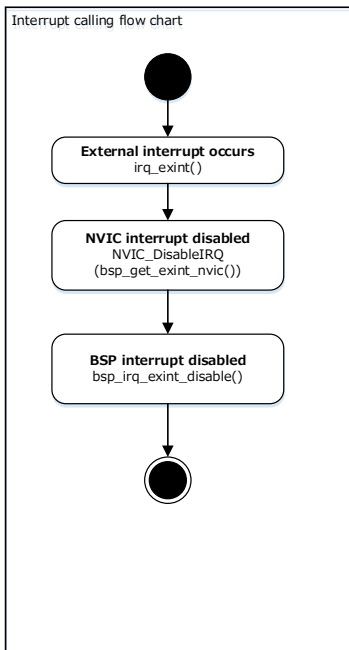 Interrupt calling flow chart
External interrupt occurs
irq_exint()
NVIC interrupt disabled
NVIC_DisableIRQ
(bsp_get_exint_nvic())
BSP interrupt disabled
bsp_irq_exint_disable()